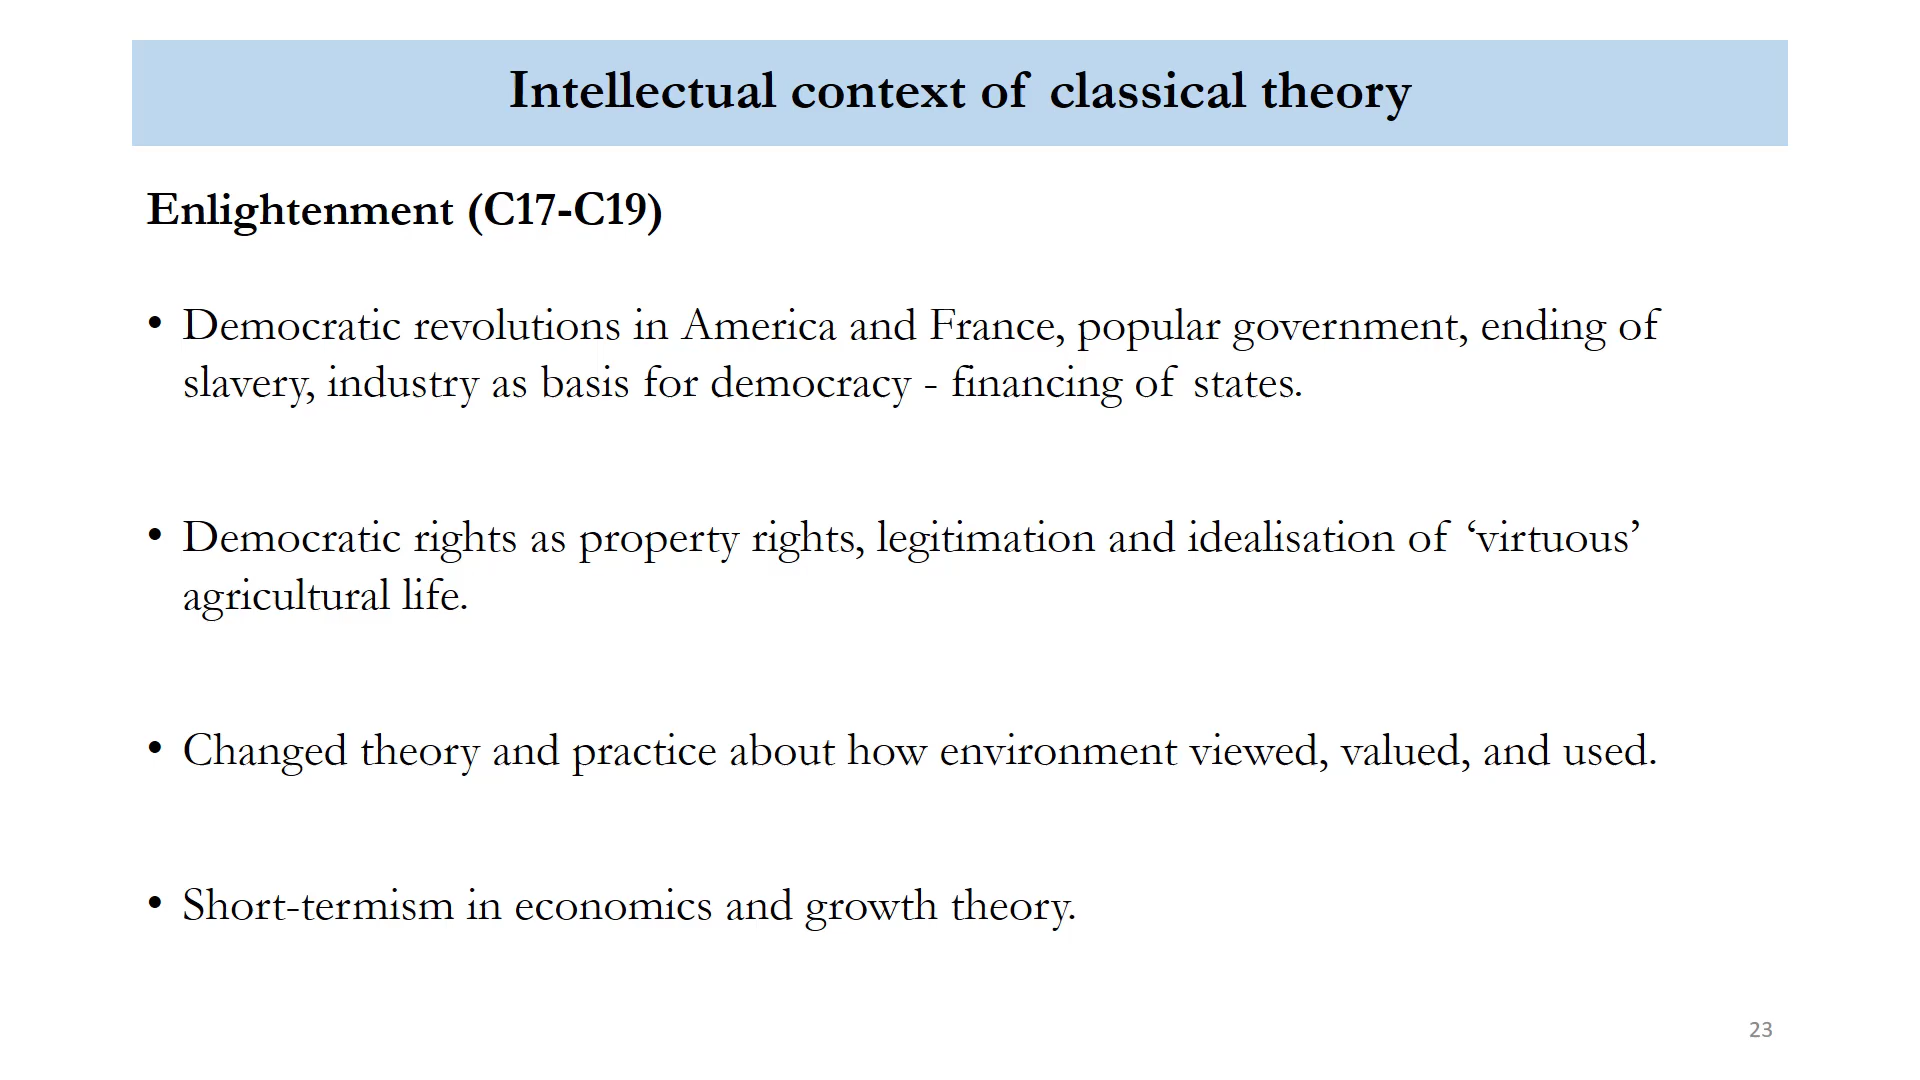 Intellectual context of classical theory
Enlightenment (C17-C19)
• Democratic revolutions in America and France, popular government, ending of
slavery, industry as basis for democracy - financing of states.
• Democratic rights as property rights, legitimation and idealisation of ‘virtuous’
agricultural life.
• Changed theory and practice about how environment viewed, valued, and used.
• Short-termism in economics and growth theory.
23